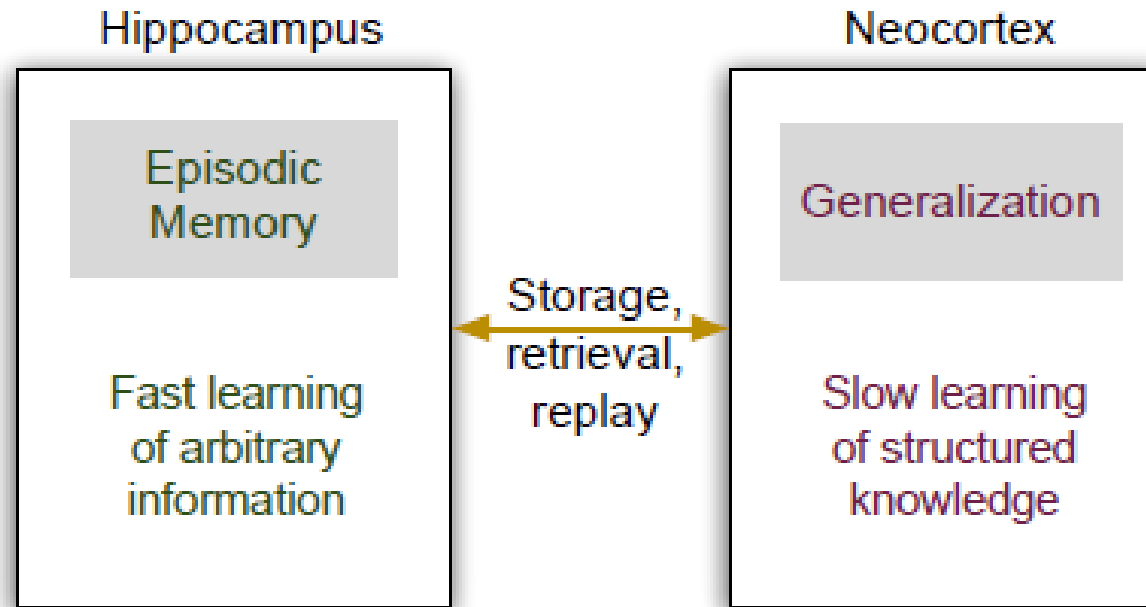 Hippocampus
Neocortex
Episodic
Memory
Generalization
Storage,
retrieval,
replay
Fast learning
of arbitrary
information
Slow learning
of structured
knowledge